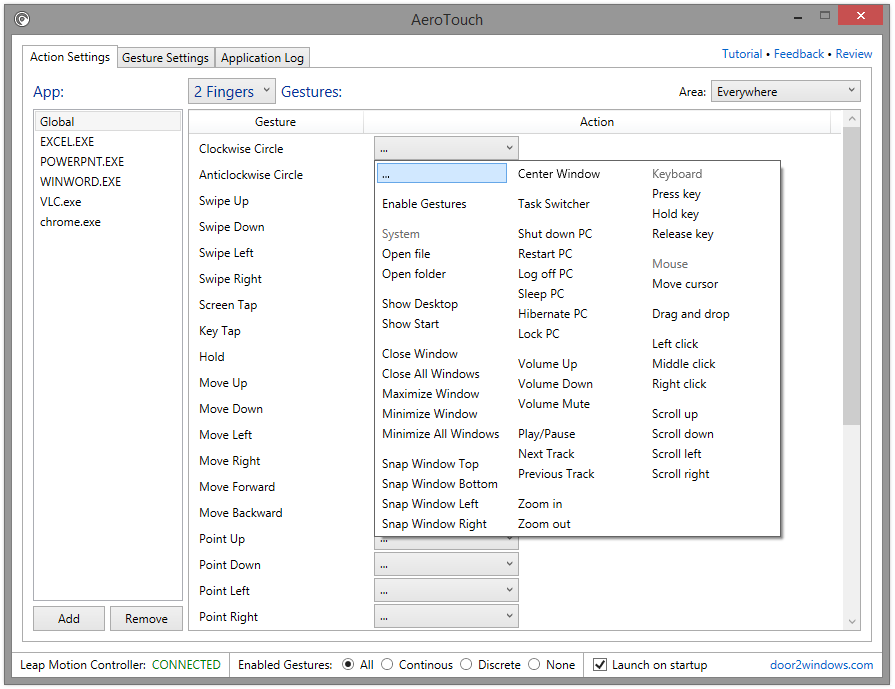 AeroTouch
Action Settings
Gesture Settings
Application Log
Tutorial • Feedback • Review
App:
2 Fingers
Gestures:
Area:
Everywhere
Global
EXCEL.EXE
POWERPNT.EXE
WINWORD.EXE
VLC.exe
chrome.exe
Add
Remove
Gesture
Action
Clockwise Circle
...
Anticlockwise Circle
Swipe Up
Swipe Down
Swipe Left
Swipe Right
Screen Tap
Key Tap
Hold
Move Up
Move Down
Move Left
Move Right
Move Forward
Move Backward
Point Up
...
Point Down
...
Point Left
...
Point Right
...
...
Enable Gestures
System
Open file
Open folder
Show Desktop
Show Start
Close Window
Close All Windows
Maximize Window
Minimize Window
Minimize All Windows
Snap Window Top
Snap Window Bottom
Snap Window Left
Snap Window Right
Center Window
Task Switcher
Shut down PC
Restart PC
Log off PC
Sleep PC
Hibernate PC
Lock PC
Volume Up
Volume Down
Volume Mute
Play/Pause
Next Track
Previous Track
Zoom in
Zoom out
Keyboard
Press key
Hold key
Release key
Mouse
Move cursor
Drag and drop
Left click
Middle click
Right click
Scroll up
Scroll down
Scroll left
Scroll right
Leap Motion Controller: CONNECTED
Enabled Gestures:
All
Continous
Discrete
None
Launch on startup
door2windows.com